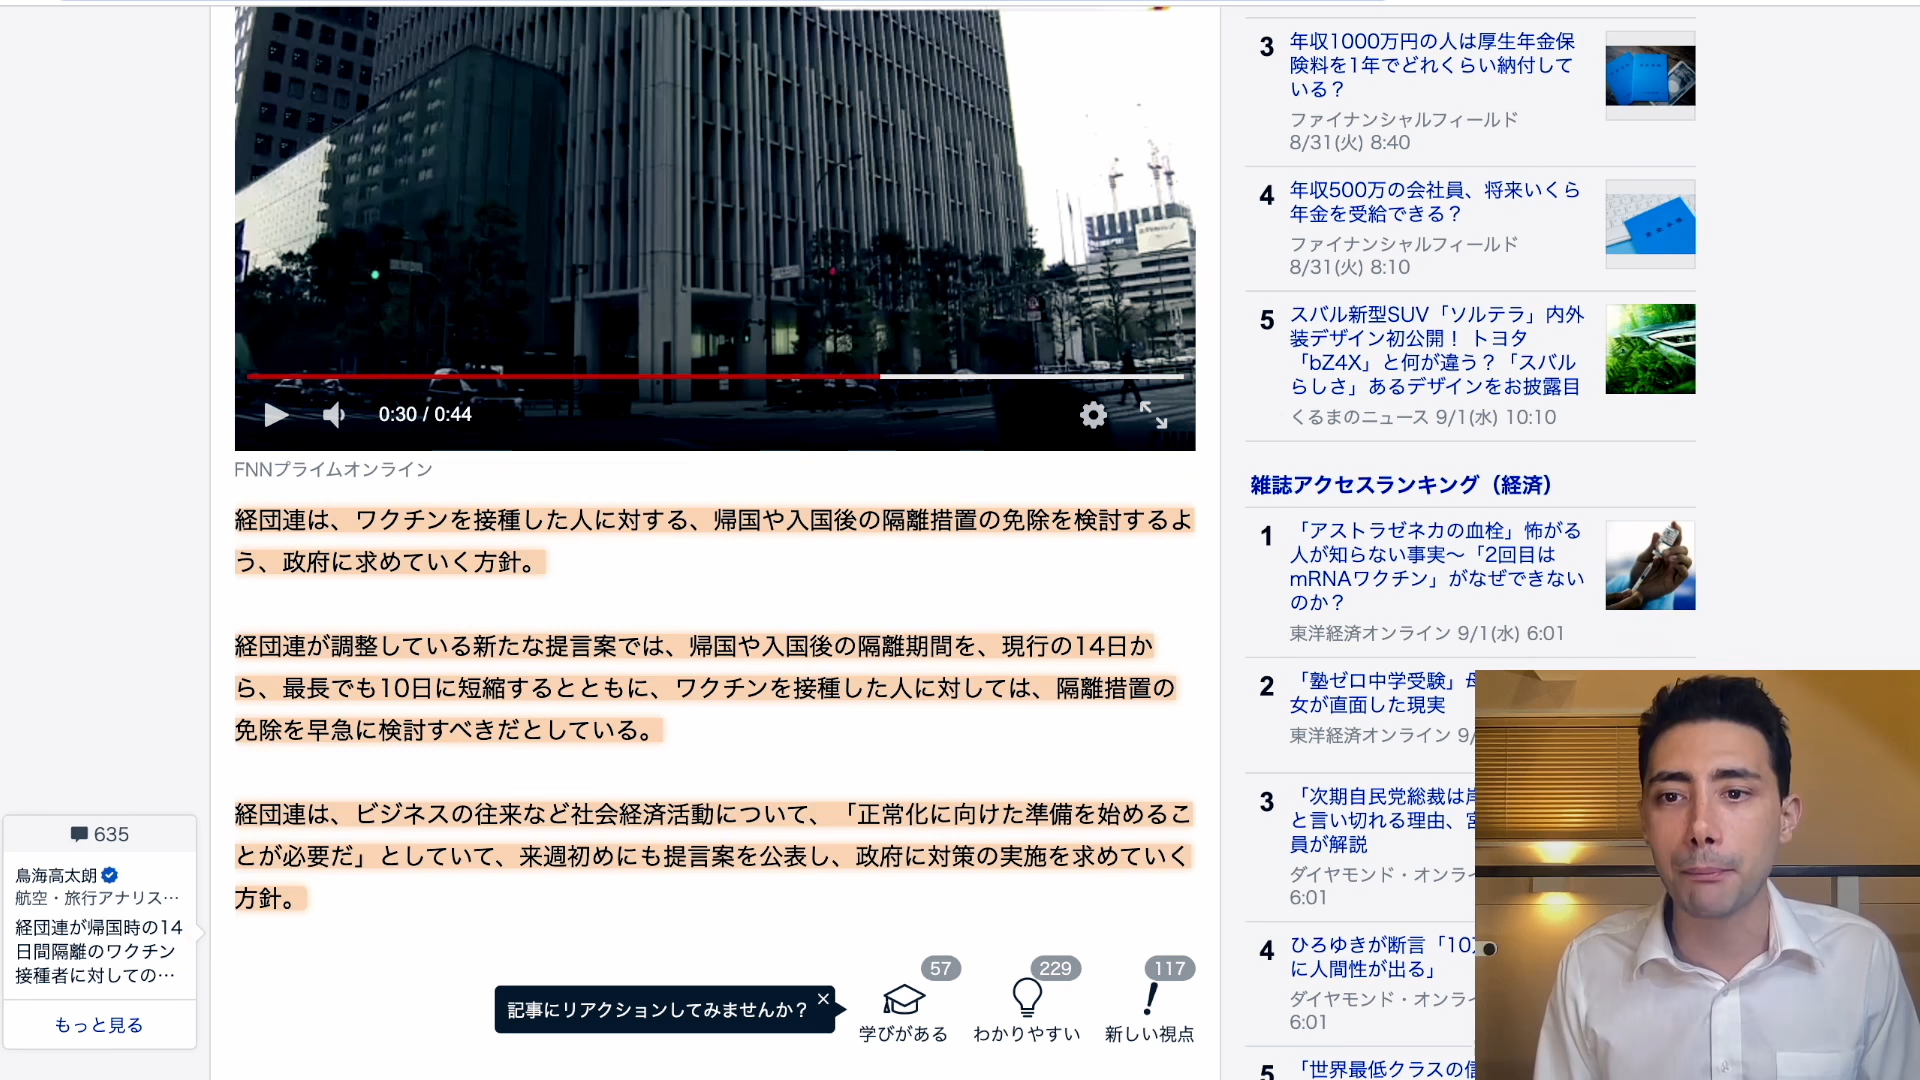 0:30 / 0:44
FNNプライムオンライン
経団連は、ワクチンを接種した人に対する、帰国や入国後の隔離措置の免除を検討するよ
う、政府に求めていく方針。
経団連が調整している新たな提言案では、帰国や入国後の隔離期間を、現行の14日か
ら、最長でも10日に短縮するとともに、ワクチンを接種した人に対しては、隔離措置の
免除を早急に検討すべきだとしている。
経団連は、ビジネスの往来など社会経済活動について、「正常化に向けた準備を始めるこ
とが必要だ」としていて、来週初めにも提言案を公表し、政府に対策の実施を求めていく
方針。
635
鳥海高太朗
航空・旅行アナリス…
経団連が帰国時の14
日間隔離のワクチン
接種者に対しての…
もっと見る
記事にリアクションしてみませんか？
57
学びがある
229
わかりやすい
117
新しい視点
3
年収1000万円の人は厚生年金保
険料を1年でどれくらい納付して
いる？
ファイナンシャルフィールド
8/31(火) 8:40
4
年収500万の会社員、将来いくら
年金を受給できる？
ファイナンシャルフィールド
8/31(火) 8:10
5
スバル新型SUV「ソルテラ」内外
装デザイン初公開！ トヨタ
「bZ4X」と何が違う？「スバル
らしさ」あるデザインをお披露目
くるまのニュース 9/1(水) 10:10
雑誌アクセスランキング（経済）
1
「アストラゼネカの血栓」怖がる
人が知らない事実～「2回目は
mRNAワクチン」がなぜできない
のか？
東洋経済オンライン 9/1(水) 6:01
2
「塾ゼロ中学受験」
女が直面した現実
東洋経済オンライン 9/
3
「次期自民党総裁は
と言い切れる理由、
員が解説
ダイヤモンド・オンライ
6:01
4
ひろゆきが断言「10
に人間性が出る」
ダイヤモンド・オンライ
6:01
5
「世界最低クラスの